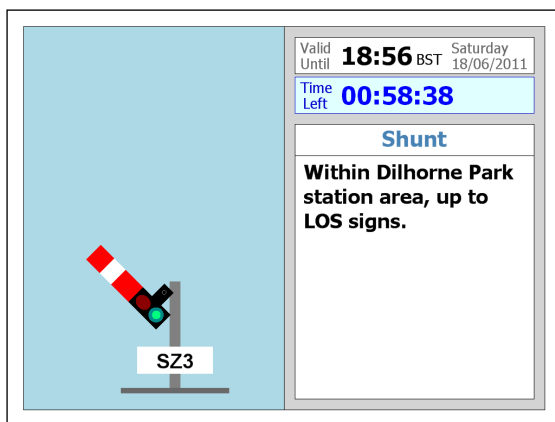 Valid Until 18:56 BST Saturday 18/06/2011
Time Left 00:58:38
Shunt
Within Dilhorne Park
station area, up to
LOS signs.
SZ3